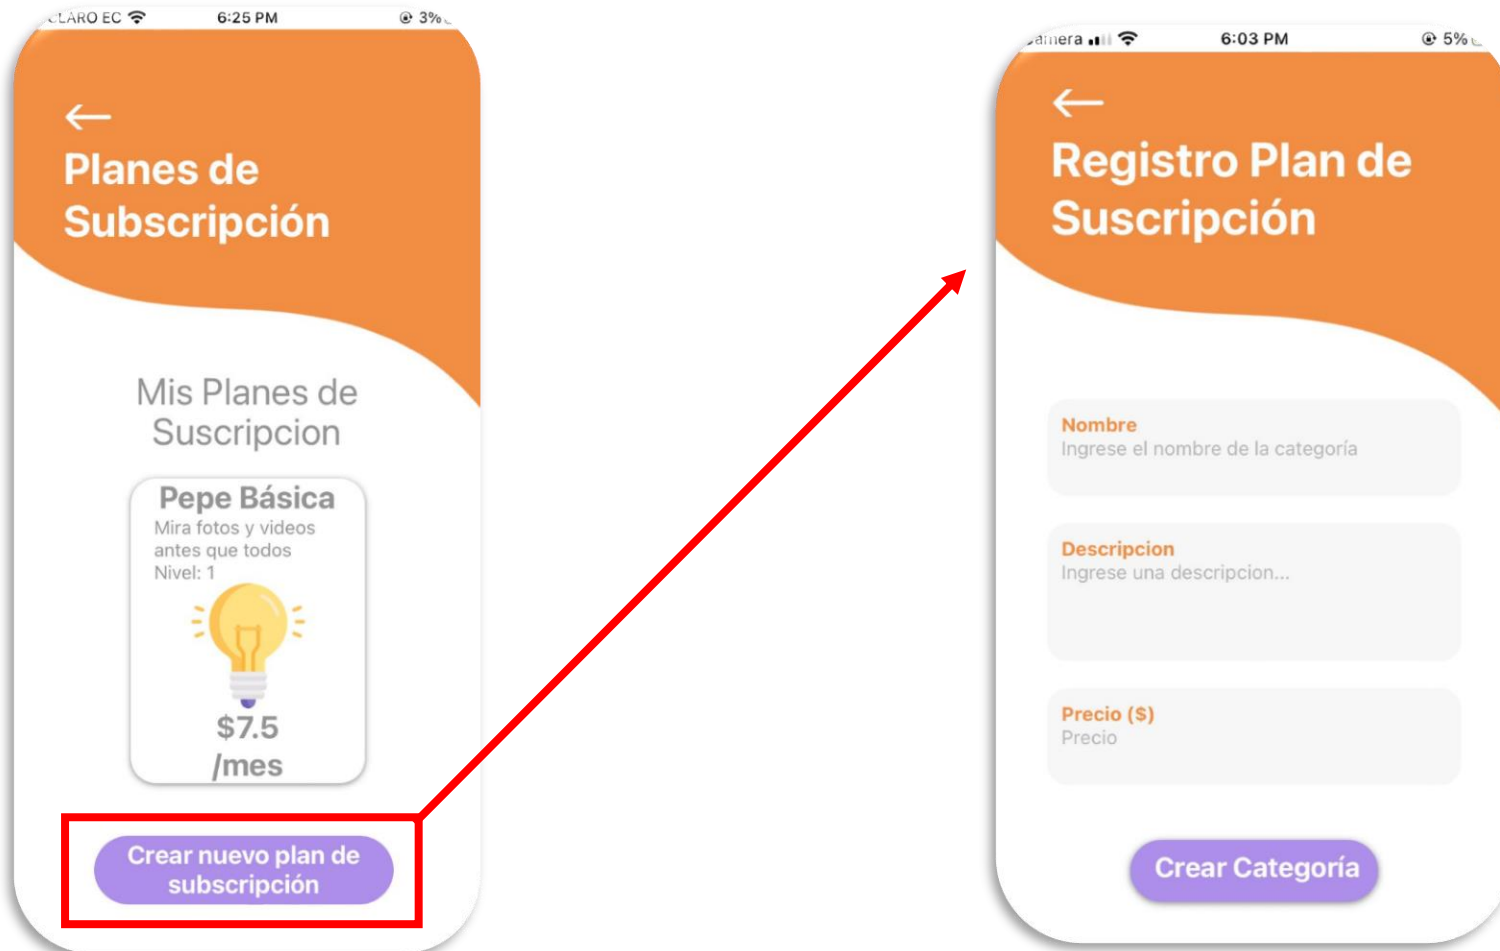 CLARO EC 6:25 PM 3%
Planes de
Subscripción
Mis Planes de
Suscripcion
Pepe Básica
Mira fotos y videos
antes que todos
Nivel: 1
$7.5
/mes
Crear nuevo plan de
subscripción
6:03 PM 5%
Registro Plan de
Suscripción
Nombre
Ingrese el nombre de la categoría
Descripcion
Ingrese una descripcion...
Precio ($)
Precio
Crear Categoría